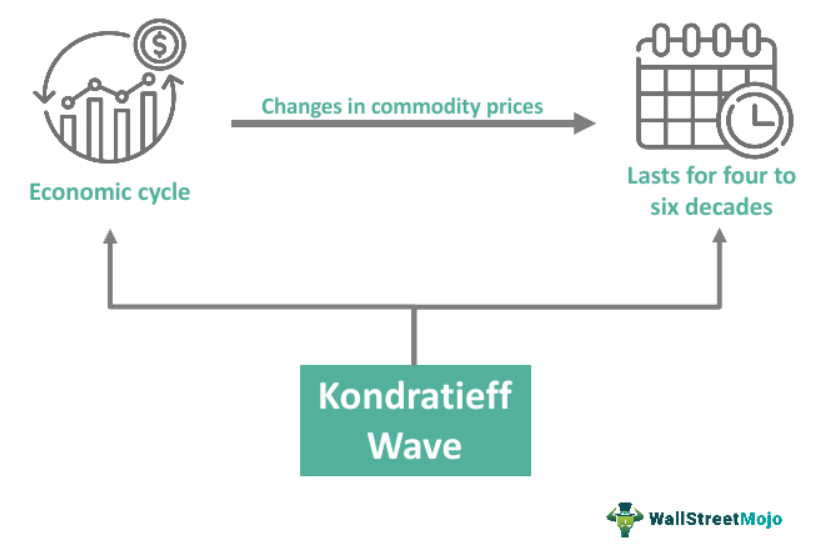 $
Changes in commodity prices
Economic cycle
Lasts for four to
six decades
Kondratieff
Wave
WallStreetMojo